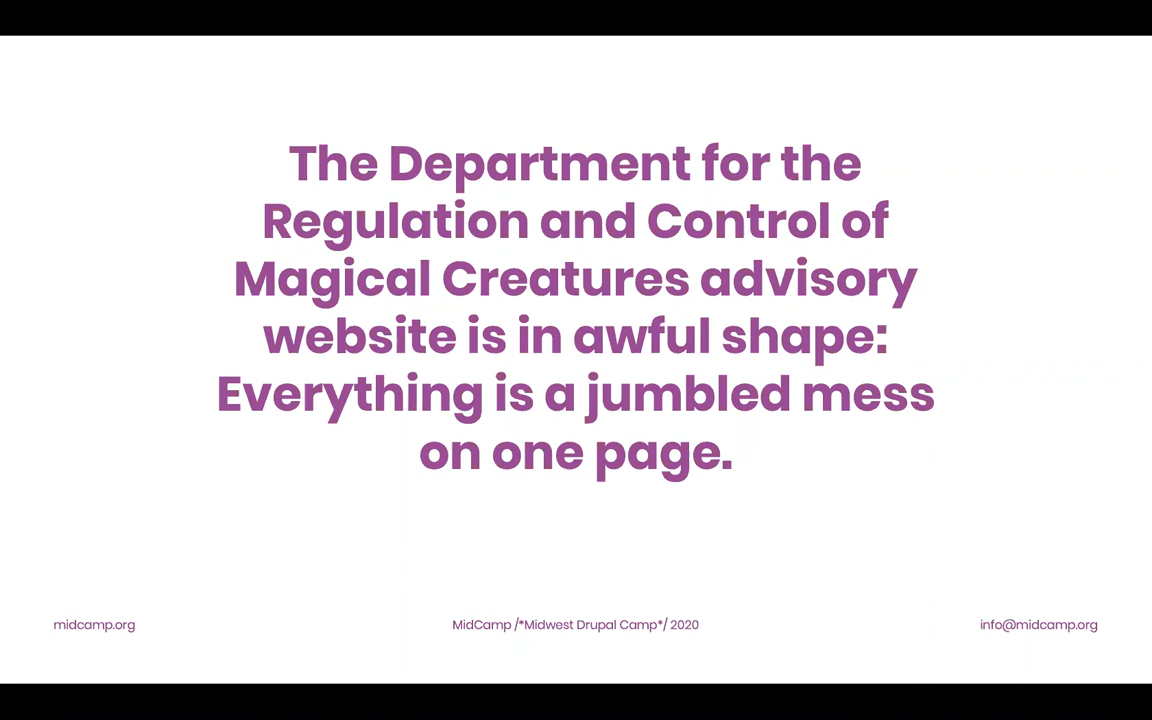 The Department for the
Regulation and Control of
Magical Creatures advisory
website is in awful shape:
Everything is a jumbled mess
on one page.
midcamp.org
MidCamp /*Midwest Drupal Camp*/ 2020
info@midcamp.org